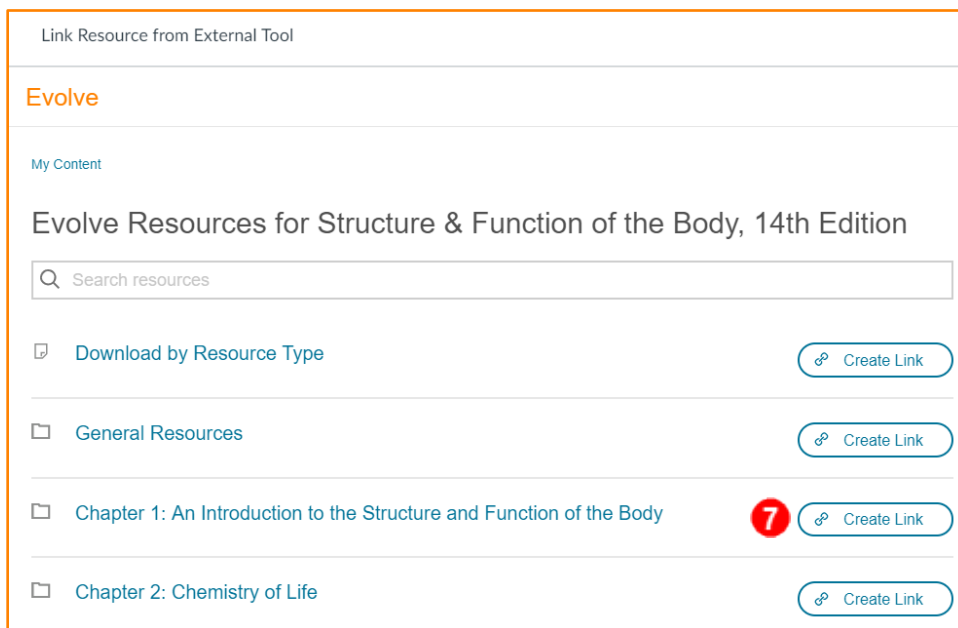 Link Resource from External Tool
Evolve
My Content
Evolve Resources for Structure & Function of the Body, 14th Edition
Search resources
Download by Resource Type
Create Link
General Resources
Create Link
Chapter 1: An Introduction to the Structure and Function of the Body
7
Create Link
Chapter 2: Chemistry of Life
Create Link